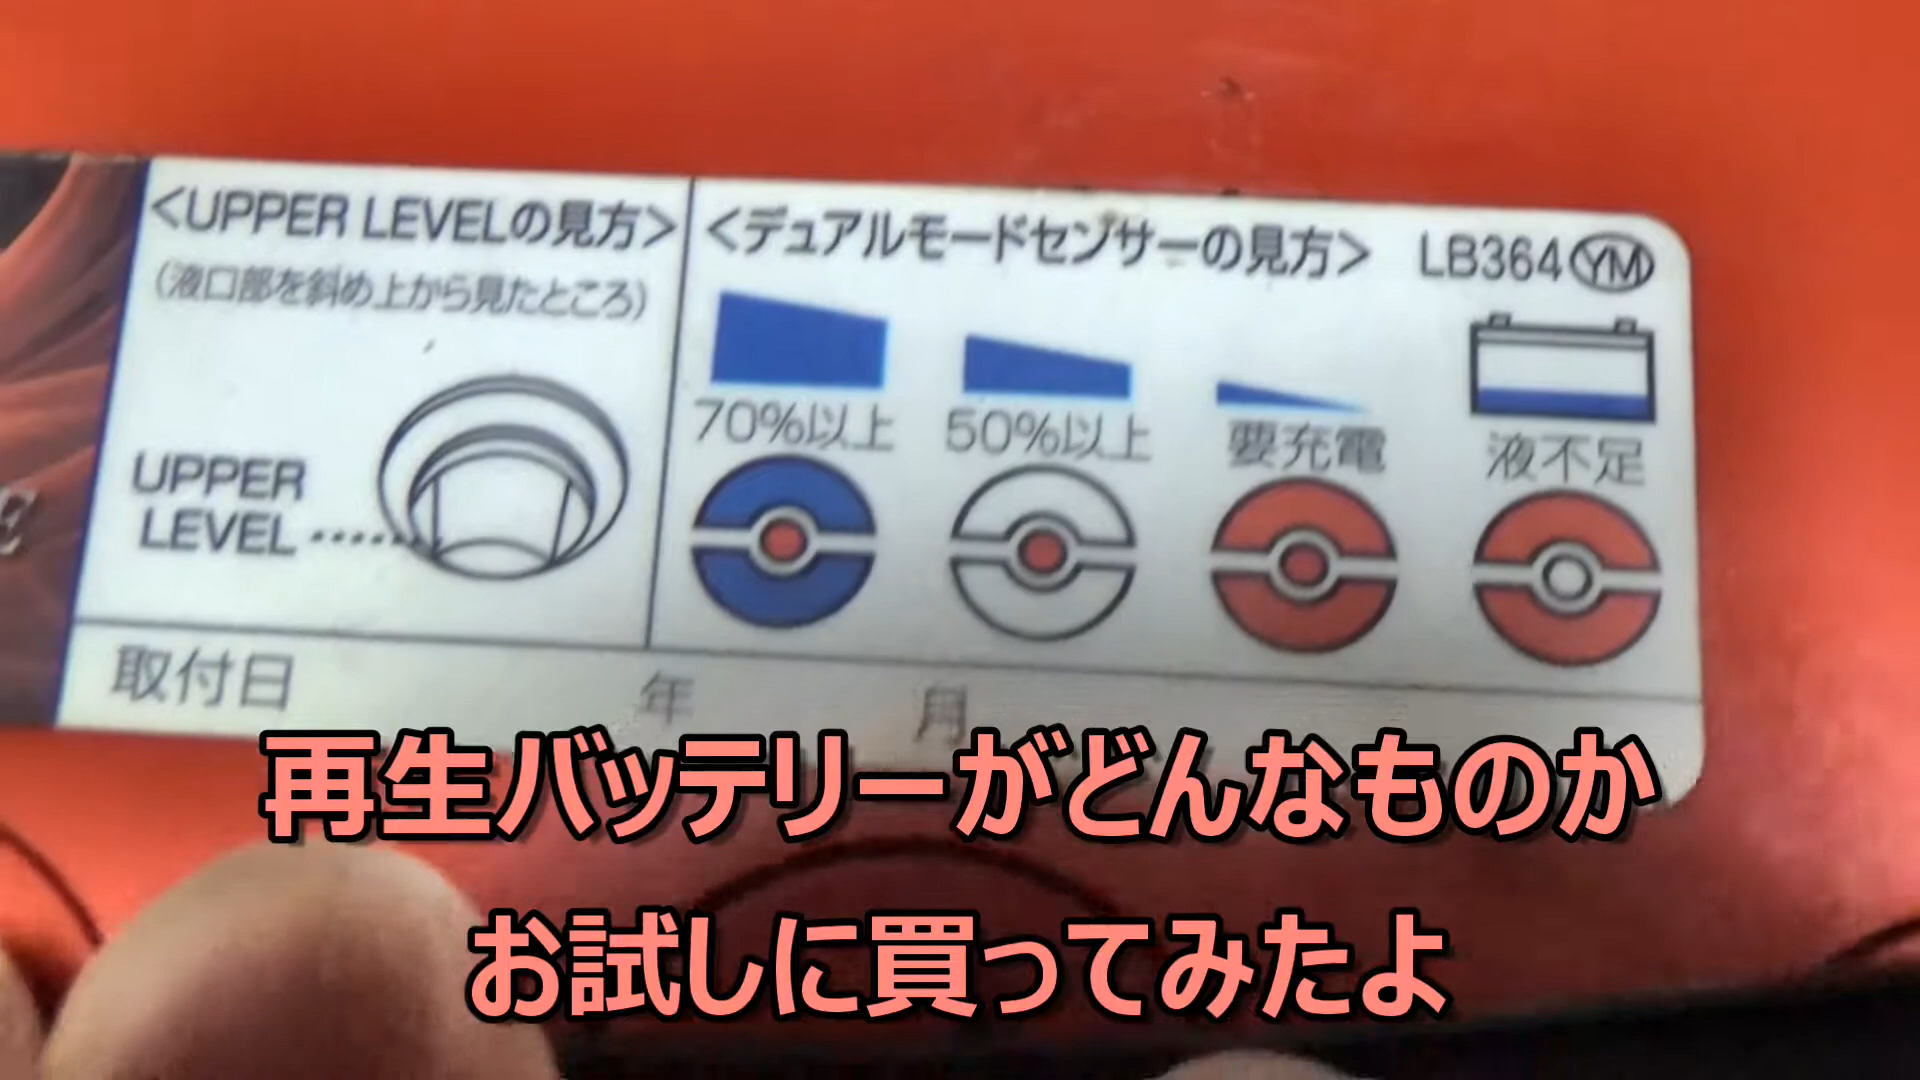 <UPPER LEVELの見方>
(液口部を斜め上から見たところ)
UPPER
LEVEL
<デュアルモードセンサーの見方>
LB364 YM
70%以上
50%以上
要充電
液不足
取付日 年 月
E
再生バッテリーがどんなものか
お試しに買ってみたよ